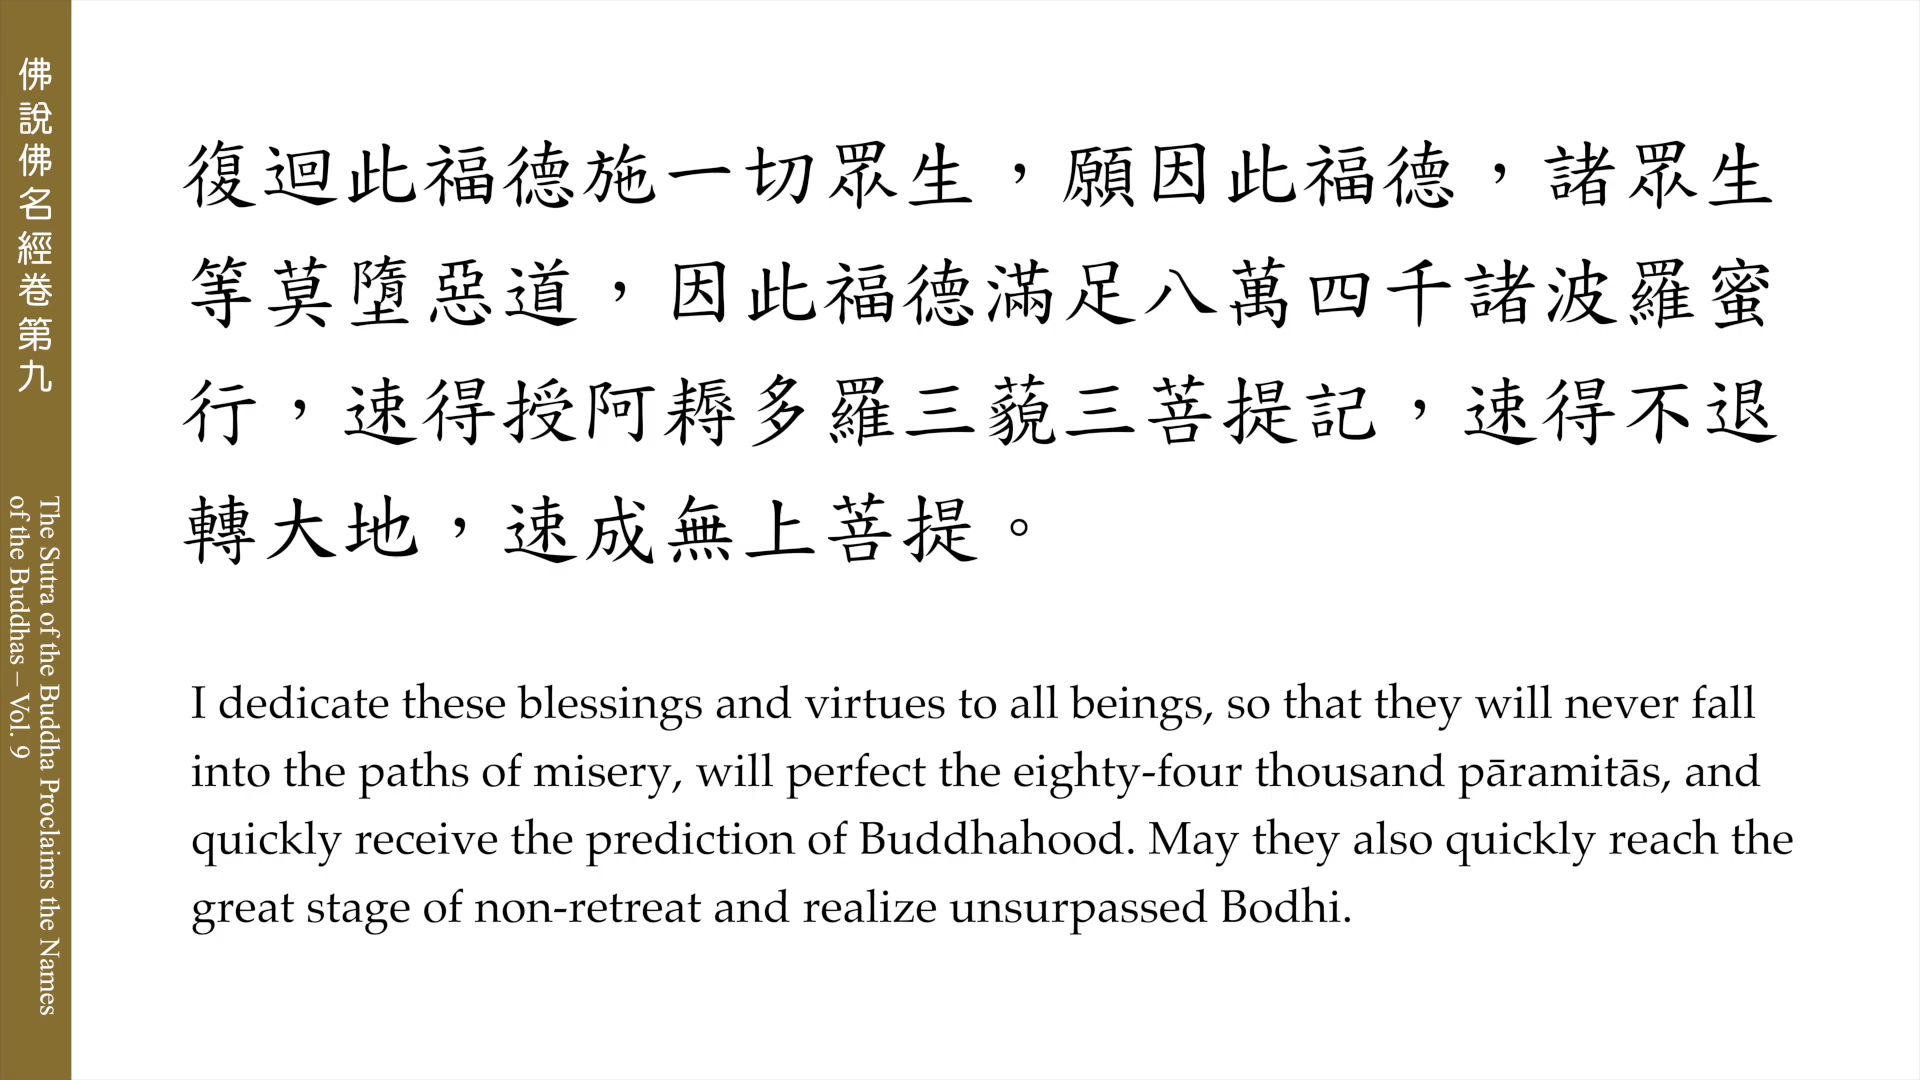 佛說佛名經卷第九
The Sutra of the Buddha Proclaims the Names
of the Buddhas – Vol. 9
復迴此福德施一切眾生，願因此福德，諸眾生
等莫墮惡道，因此福德滿足八萬四千諸波羅蜜
行，速得授阿耨多羅三藐三菩提記，速得不退
轉大地，速成無上菩提。
I dedicate these blessings and virtues to all beings, so that they will never fall
into the paths of misery, will perfect the eighty-four thousand pāramitās, and
quickly receive the prediction of Buddhahood. May they also quickly reach the
great stage of non-retreat and realize unsurpassed Bodhi.